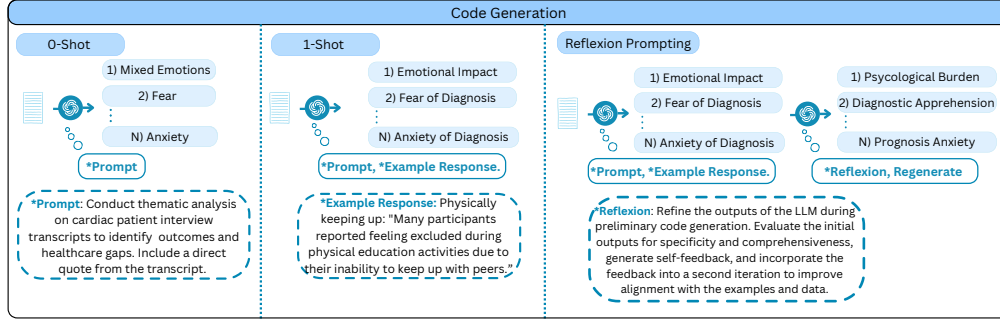 Code Generation
0-Shot
1) Mixed Emotions
2) Fear
N) Anxiety
*Prompt
*Prompt: Conduct thematic analysis
on cardiac patient interview
transcripts to identify outcomes and
healthcare gaps. Include a direct
quote from the transcript.
1-Shot
1) Emotional Impact
2) Fear of Diagnosis
N) Anxiety of Diagnosis
*Prompt, *Example Response.
*Example Response: Physically
keeping up: "Many participants
reported feeling excluded during
physical education activities due to
their inability to keep up with peers."
Reflexion Prompting
1) Emotional Impact
2) Fear of Diagnosis
N) Anxiety of Diagnosis
*Prompt, *Example Response.
1) Psycological Burden
2) Diagnostic Apprehension
N) Prognosis Anxiety
*Reflexion, Regenerate
*Reflexion: Refine the outputs of the LLM during
preliminary code generation. Evaluate the initial
outputs for specificity and comprehensiveness,
generate self-feedback, and incorporate the
feedback into a second iteration to improve
alignment with the examples and data.